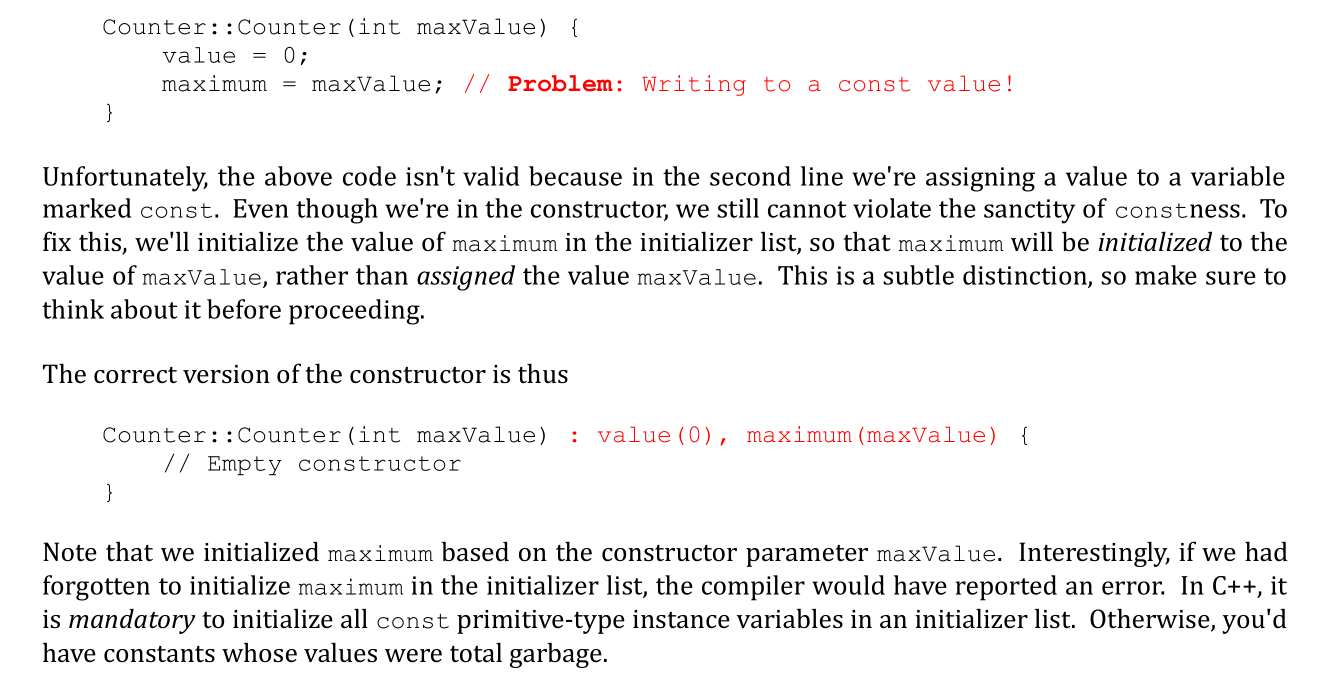 Counter::Counter(int maxValue) {
    value = 0;
    maximum = maxValue; // Problem: Writing to a const value!
}
Unfortunately, the above code isn't valid because in the second line we're assigning a value to a variable
marked const. Even though we're in the constructor, we still cannot violate the sanctity of constness. To
fix this, we'll initialize the value of maximum in the initializer list, so that maximum will be initialized to the
value of maxValue, rather than assigned the value maxValue. This is a subtle distinction, so make sure to
think about it before proceeding.
The correct version of the constructor is thus
Counter::Counter(int maxValue) : value(0), maximum(maxValue) {
    // Empty constructor
}
Note that we initialized maximum based on the constructor parameter maxValue. Interestingly, if we had
forgotten to initialize maximum in the initializer list, the compiler would have reported an error. In C++, it
is mandatory to initialize all const primitive-type instance variables in an initializer list. Otherwise, you'd
have constants whose values were total garbage.